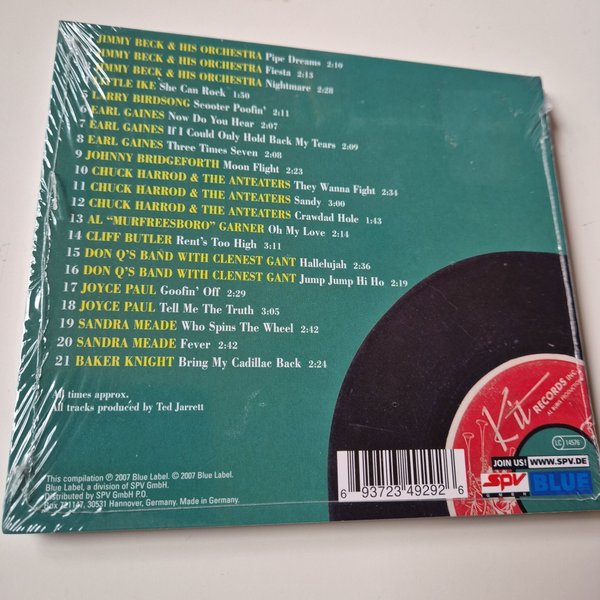 JIMMY BECK & HIS ORCHESTRA Pipe Dreams 2:10
JIMMY BECK & HIS ORCHESTRA Fiesta 2:13
JIMMY BECK & HIS ORCHESTRA Nightmare 2:28
LITTLE IKE She Can Rock 1:50
5 LARRY BIRDSONG Scooter Poofin' 2:11
6 EARL GAINES Now Do You Hear 2:07
7 EARL GAINES If I Could Only Hold Back My Tears 2:09
8 EARL GAINES Three Times Seven 2:08
9 JOHNNY BRIDGEFORTH Moon Flight 2:23
10 CHUCK HARROD & THE ANTEATERS They Wanna Fight 2:34
11 CHUCK HARROD & THE ANTEATERS Sandy 3:00
12 CHUCK HARROD & THE ANTEATERS Crawdad Hole 1:43
13 AL "MURFREESBORO" GARNER Oh My Love 2:14
14 CLIFF BUTLER Rent's Too High 3:11
15 DON Q'S BAND WITH CLENEST GANT Hallelujah 2:36
16 DON Q'S BAND WITH CLENEST GANT Jump Jump Hi Ho 2:19
17 JOYCE PAUL Goofin' Off 2:29
18 JOYCE PAUL Tell Me The Truth 3:05
19 SANDRA MEADE Who Spins The Wheel 2:42
20 SANDRA MEADE Fever 2:42
21 BAKER KNIGHT Bring My Cadillac Back 2:24
All times approx.
All tracks produced by Ted Jarrett
Kit
RECORDS INC.
LC 14576
This compilation ℗ 2007 Blue Label. © 2007 Blue Label.
Blue Label, a division of SPV GmbH.
Distributed by SPV GmbH P.O.
Box 721147, 30531 Hannover, Germany. Made in Germany.
6 93723 49292 6
JOIN US! WWW.SPV.DE
SPV
BLUE